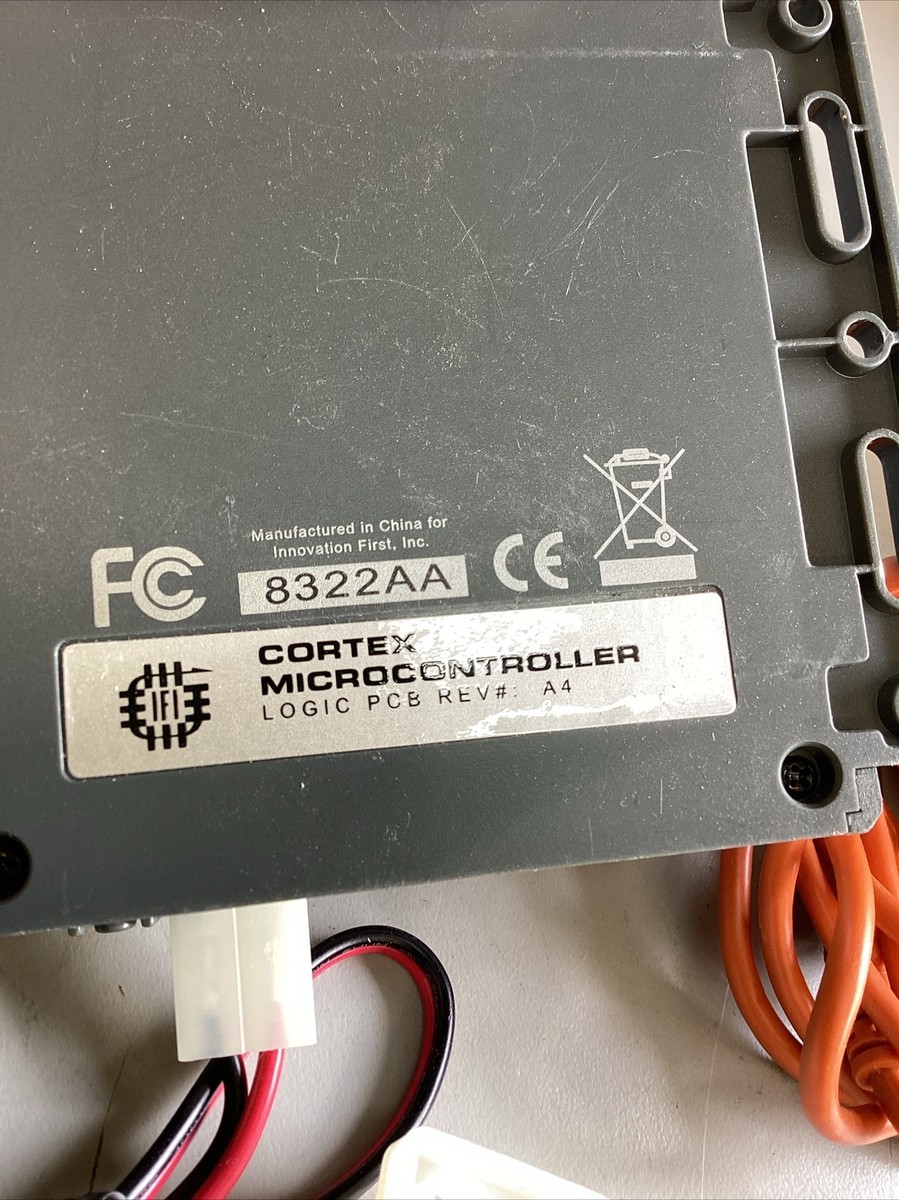 Manufactured in China for
Innovation First, Inc.
FC
8322AA
CE
IFI
CORTEX
MICROCONTROLLER
LOGIC PCB REV#: A4